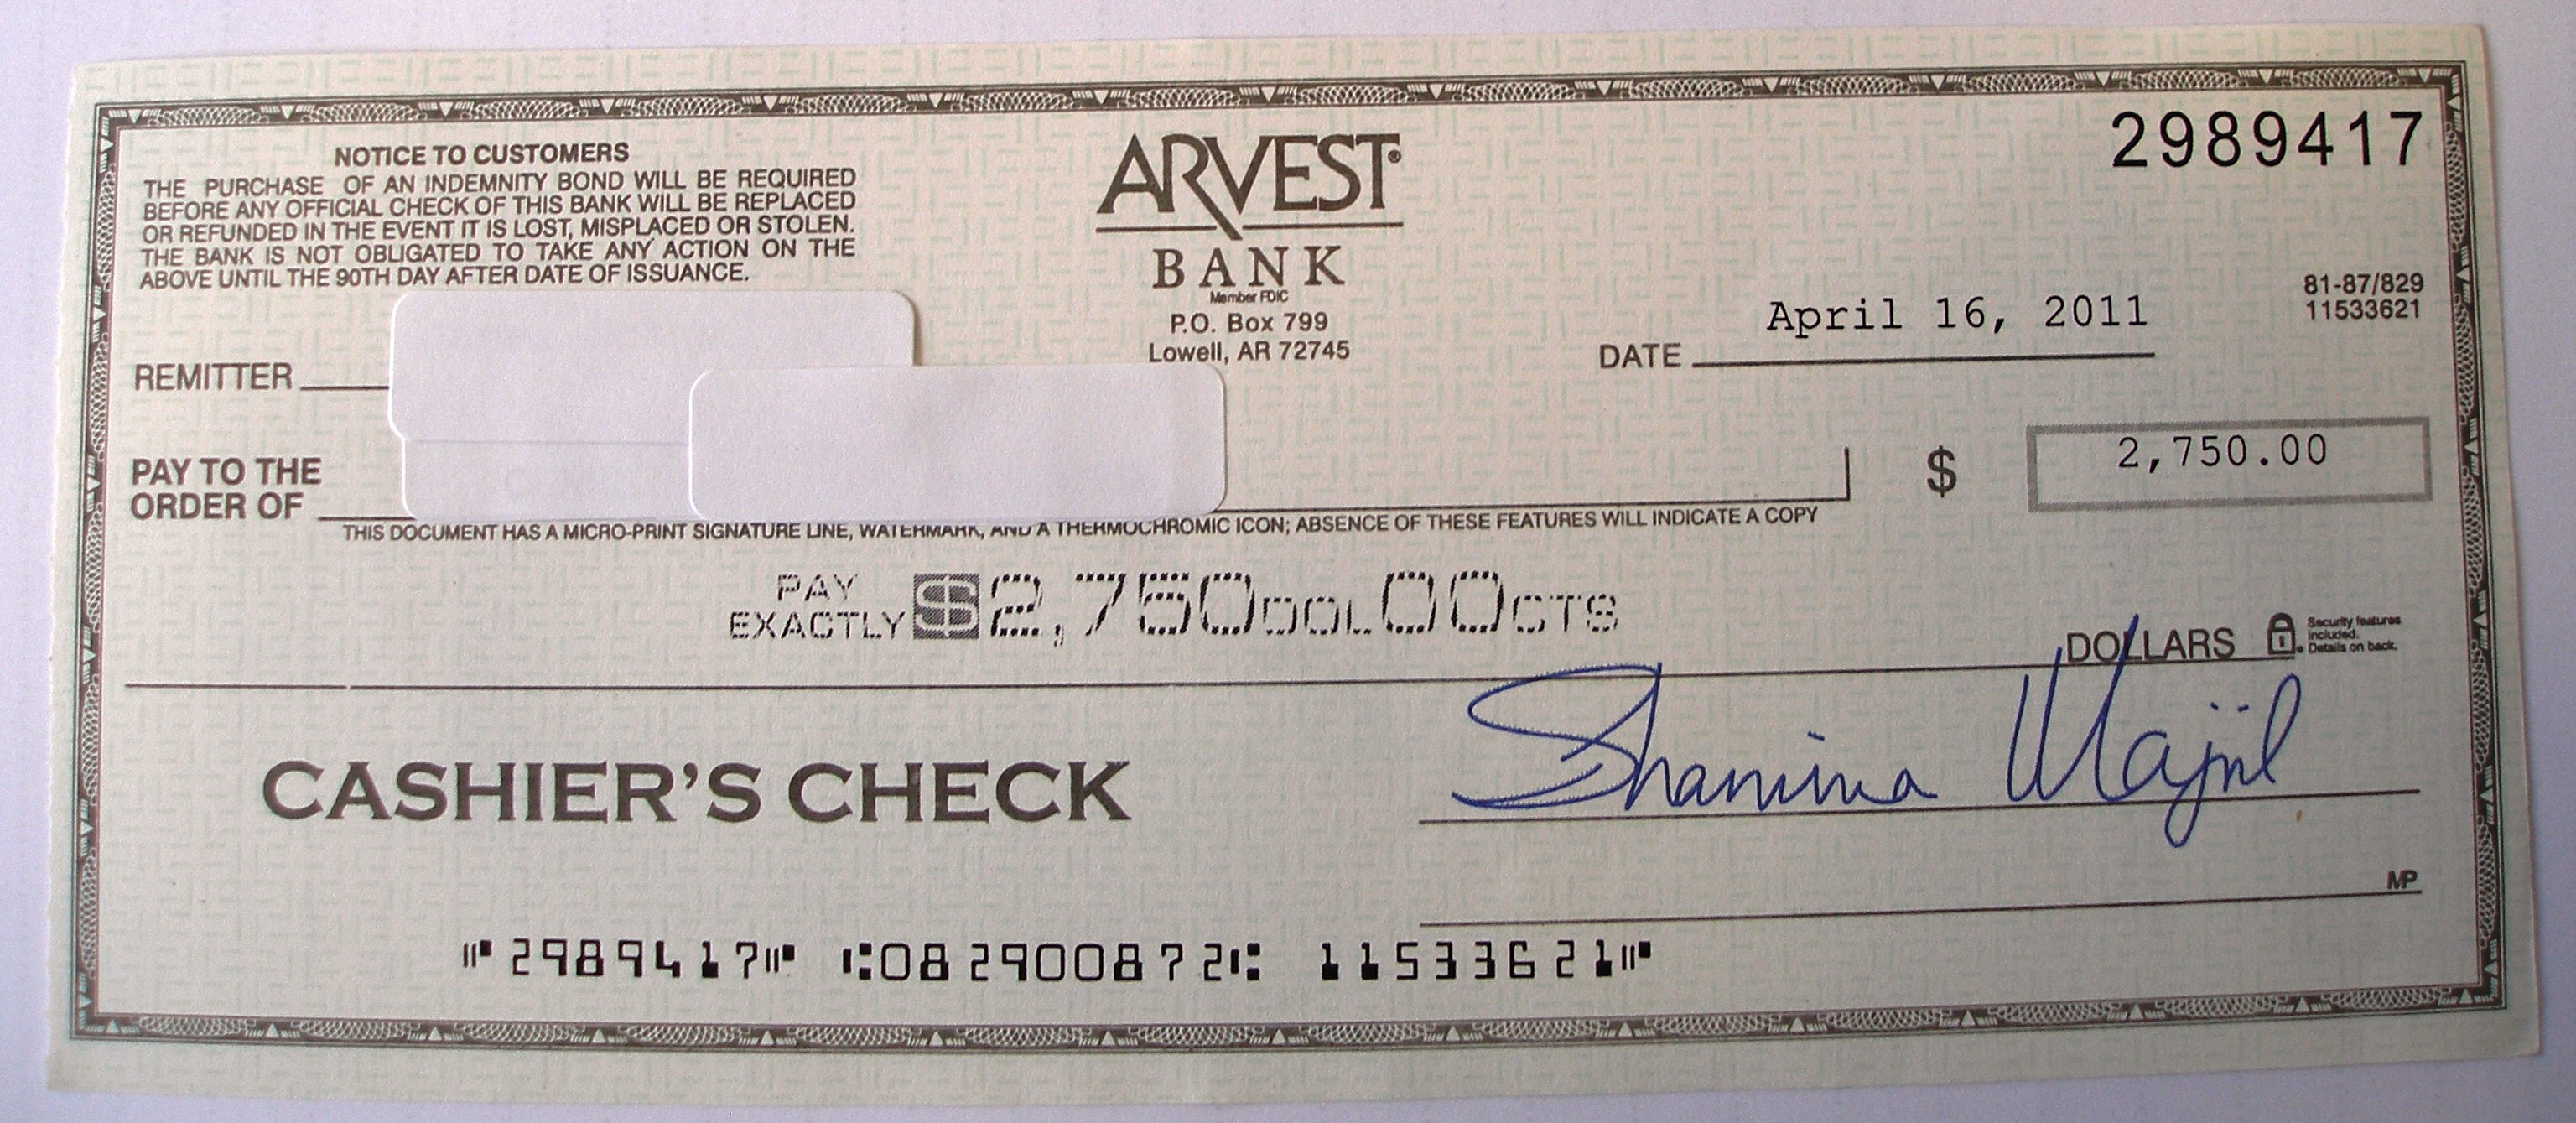 2989417
NOTICE TO CUSTOMERS
THE PURCHASE OF AN INDEMNITY BOND WILL BE REQUIRED
BEFORE ANY OFFICIAL CHECK OF THIS BANK WILL BE REPLACED
OR REFUNDED IN THE EVENT IT IS LOST, MISPLACED OR STOLEN.
THE BANK IS NOT OBLIGATED TO TAKE ANY ACTION ON THE
ABOVE UNTIL THE 90TH DAY AFTER DATE OF ISSUANCE.
ARVEST®
BANK
Member FDIC
P.O. Box 799
Lowell, AR 72745
81-87/829
11533621
DATE April 16, 2011
REMITTER
PAY TO THE
ORDER OF
$ 2,750.00
THIS DOCUMENT HAS A MICRO-PRINT SIGNATURE LINE, WATERMARK, AND A THERMOCHROMIC ICON; ABSENCE OF THESE FEATURES WILL INDICATE A COPY
PAY
EXACTLY $2,750DOL00CTS
DOLLARS
Security features
included.
Details on back.
CASHIER'S CHECK
MP
⑈2989417⑈ ⑆082900872⑆ 11533621⑈